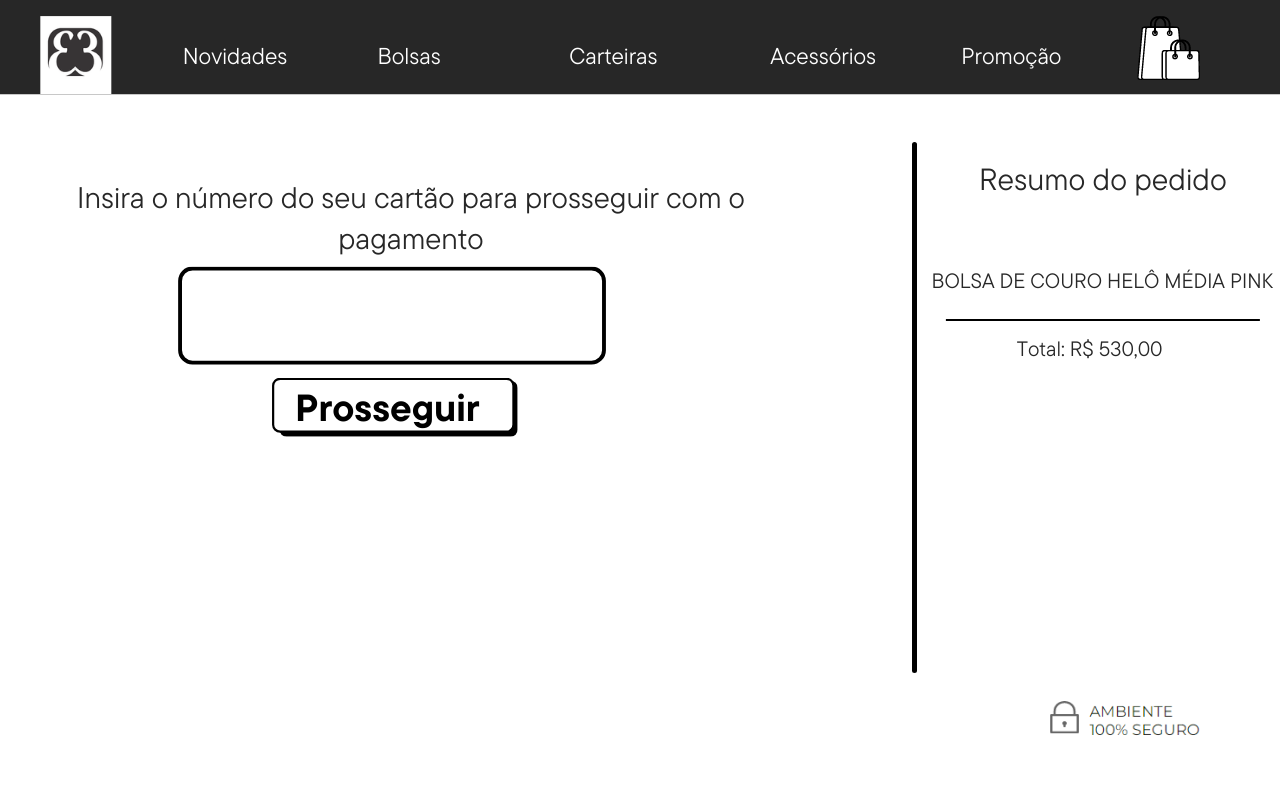 Novidades
Bolsas
Carteiras
Acessórios
Promoção
Insira o número do seu cartão para prosseguir com o
pagamento
Prosseguir
Resumo do pedido
BOLSA DE COURO HELÔ MÉDIA PINK
Total: R$ 530,00
AMBIENTE
100% SEGURO